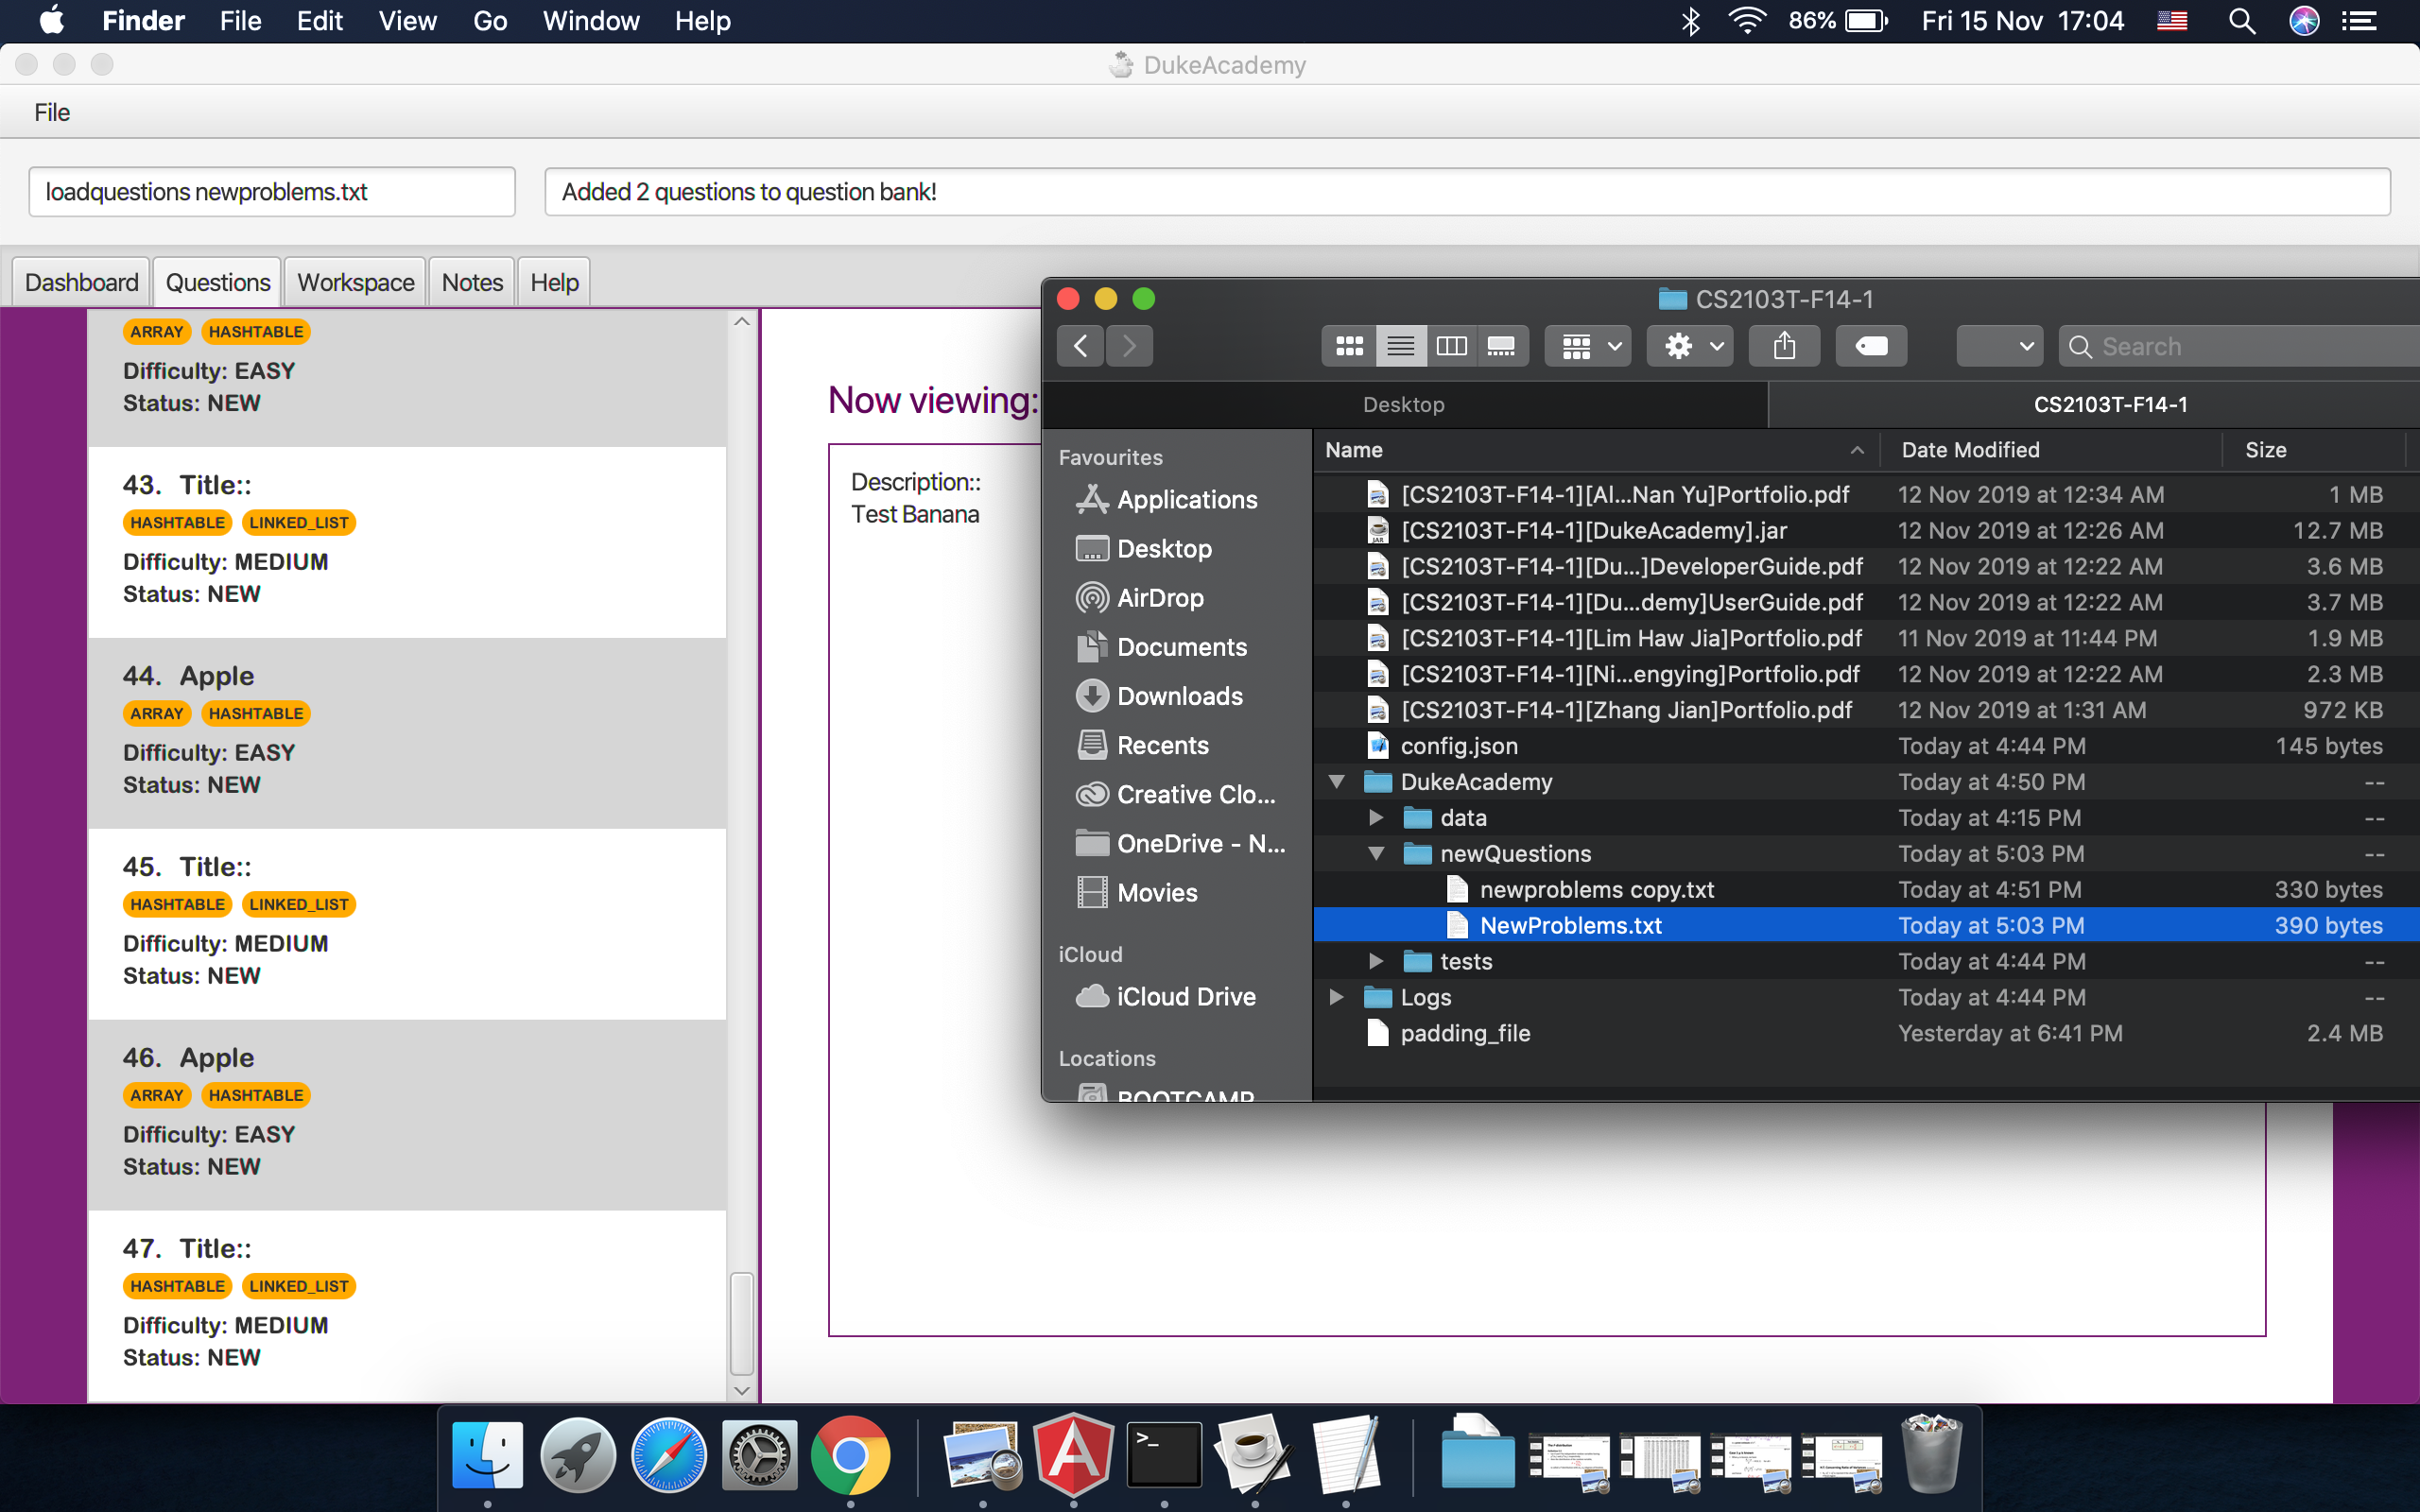 Finder File Edit View Go Window Help 86% Fri 15 Nov 17:04
DukeAcademy
File
loadquestions newproblems.txt
Added 2 questions to question bank!
Dashboard Questions Workspace Notes Help
ARRAY HASHTABLE
Difficulty: EASY
Status: NEW
43. Title::
HASHTABLE LINKED_LIST
Difficulty: MEDIUM
Status: NEW
44. Apple
ARRAY HASHTABLE
Difficulty: EASY
Status: NEW
45. Title::
HASHTABLE LINKED_LIST
Difficulty: MEDIUM
Status: NEW
46. Apple
ARRAY HASHTABLE
Difficulty: EASY
Status: NEW
47. Title::
HASHTABLE LINKED_LIST
Difficulty: MEDIUM
Status: NEW
Now viewing:
Description::
Test Banana
CS2103T-F14-1
Search
Desktop
CS2103T-F14-1
Favourites
Applications
Desktop
AirDrop
Documents
Downloads
Recents
Creative Clo...
OneDrive - N...
Movies
iCloud
iCloud Drive
Locations
BOOTCAMP
Name Date Modified Size
[CS2103T-F14-1][Al...Nan Yu]Portfolio.pdf 12 Nov 2019 at 12:34 AM 1 MB
[CS2103T-F14-1][DukeAcademy].jar 12 Nov 2019 at 12:26 AM 12.7 MB
[CS2103T-F14-1][Du...]DeveloperGuide.pdf 12 Nov 2019 at 12:22 AM 3.6 MB
[CS2103T-F14-1][Du...demy]UserGuide.pdf 12 Nov 2019 at 12:22 AM 3.7 MB
[CS2103T-F14-1][Lim Haw Jia]Portfolio.pdf 11 Nov 2019 at 11:44 PM 1.9 MB
[CS2103T-F14-1][Ni...engying]Portfolio.pdf 12 Nov 2019 at 12:22 AM 2.3 MB
[CS2103T-F14-1][Zhang Jian]Portfolio.pdf 12 Nov 2019 at 1:31 AM 972 KB
config.json Today at 4:44 PM 145 bytes
DukeAcademy Today at 4:50 PM --
data Today at 4:15 PM --
newQuestions Today at 5:03 PM --
newproblems copy.txt Today at 4:51 PM 330 bytes
NewProblems.txt Today at 5:03 PM 390 bytes
tests Today at 4:44 PM --
Logs Today at 4:44 PM --
padding_file Yesterday at 6:41 PM 2.4 MB